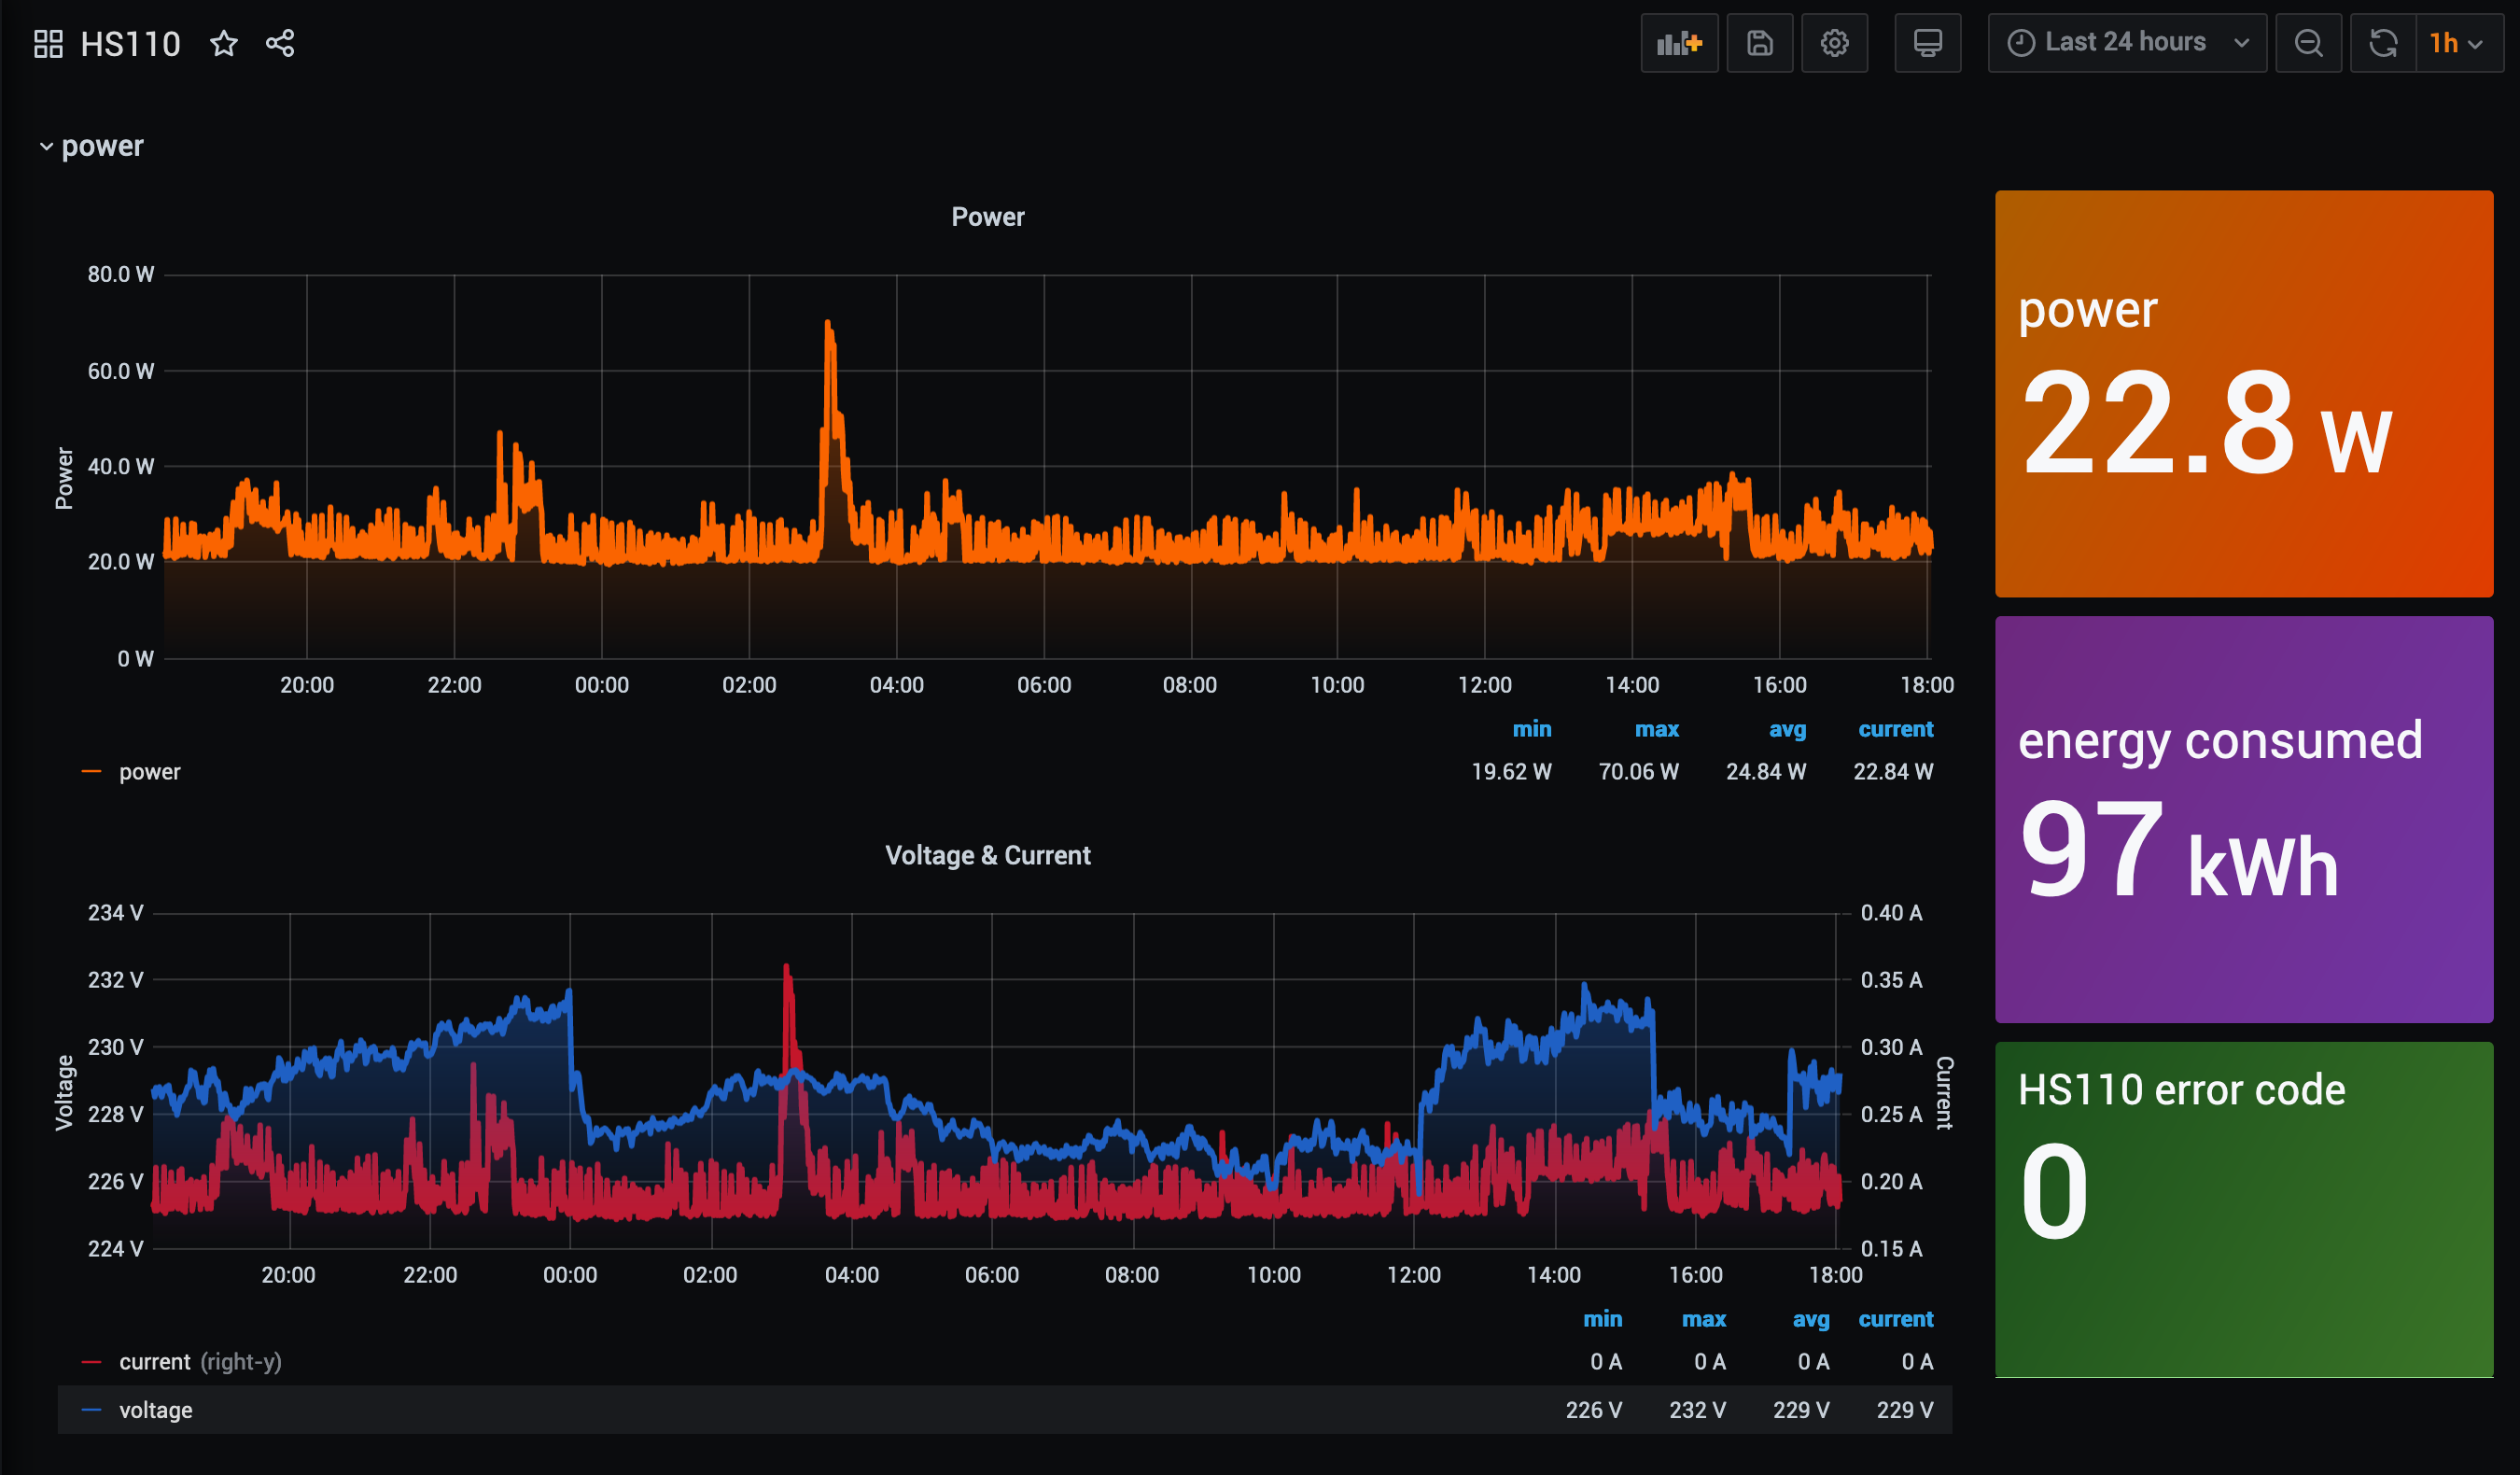 HS110
Last 24 hours
1h
power
Power
80.0 W
60.0 W
40.0 W
20.0 W
0 W
Power
20:00 22:00 00:00 02:00 04:00 06:00 08:00 10:00 12:00 14:00 16:00 18:00
min max avg current
power 19.62 W 70.06 W 24.84 W 22.84 W
Voltage & Current
234 V
232 V
230 V
228 V
226 V
224 V
Voltage
0.40 A
0.35 A
0.30 A
0.25 A
0.20 A
0.15 A
Current
20:00 22:00 00:00 02:00 04:00 06:00 08:00 10:00 12:00 14:00 16:00 18:00
min max avg current
current (right-y) 0 A 0 A 0 A 0 A
voltage 226 V 232 V 229 V 229 V
power
22.8 W
energy consumed
97 kWh
HS110 error code
0